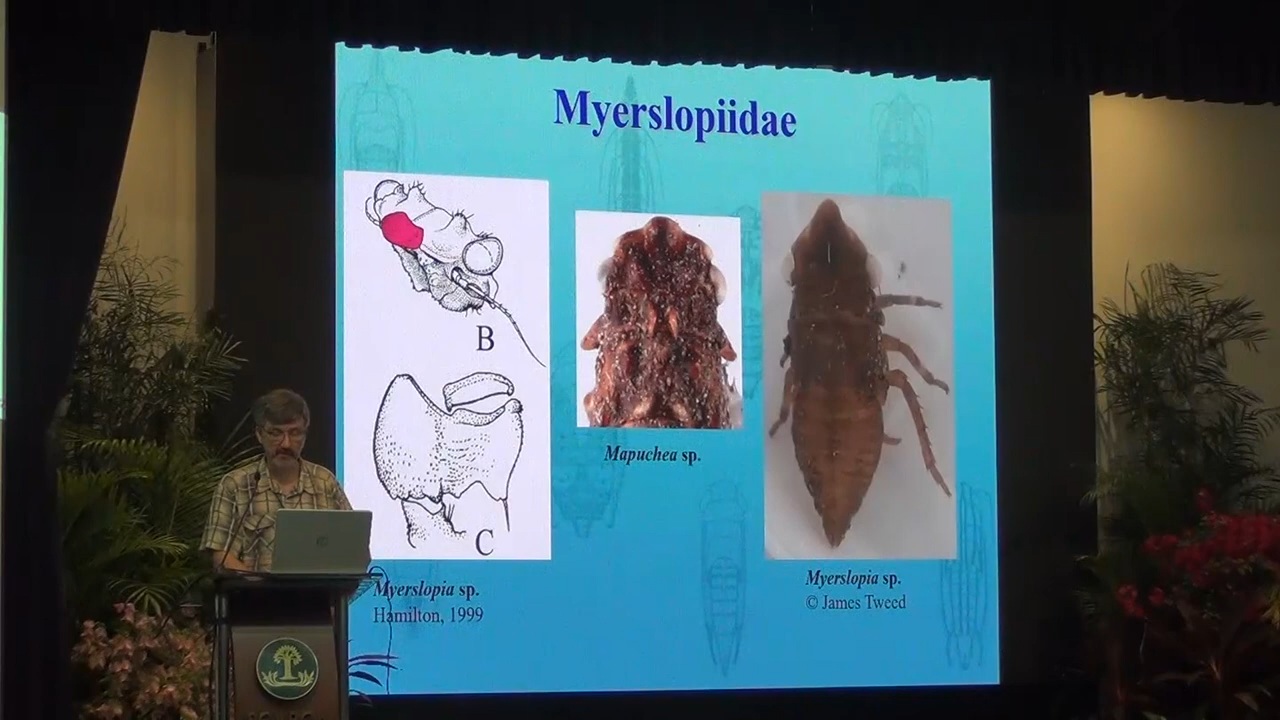 Myerslopiidae
B
C
Myerslopia sp.
Hamilton, 1999
Mapuchea sp.
Myerslopia sp.
© James Tweed